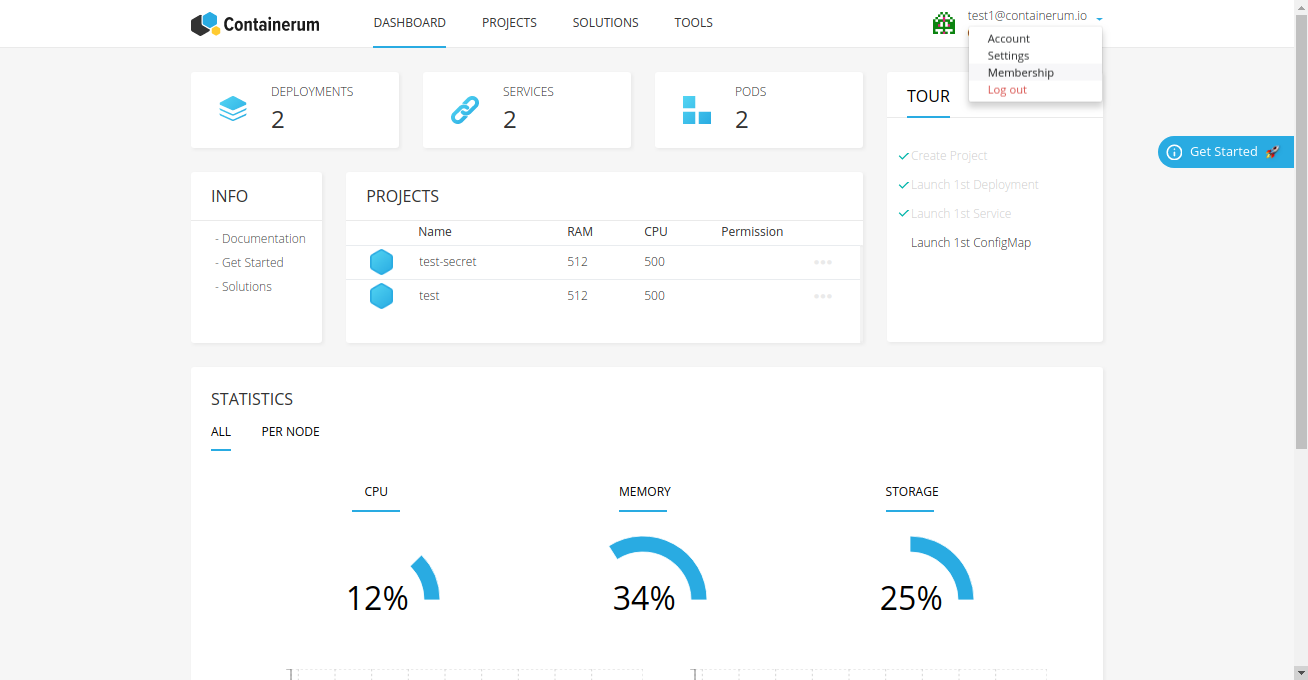 Containerum
DASHBOARD PROJECTS SOLUTIONS TOOLS
test1@containerum.io
Account
Settings
Membership
Log out
DEPLOYMENTS
2
SERVICES
2
PODS
2
TOUR
Create Project
Launch 1st Deployment
Launch 1st Service
Launch 1st ConfigMap
Get Started
INFO
- Documentation
- Get Started
- Solutions
PROJECTS
Name RAM CPU Permission
test-secret 512 500
test 512 500
STATISTICS
ALL PER NODE
CPU MEMORY STORAGE
12% 34% 25%